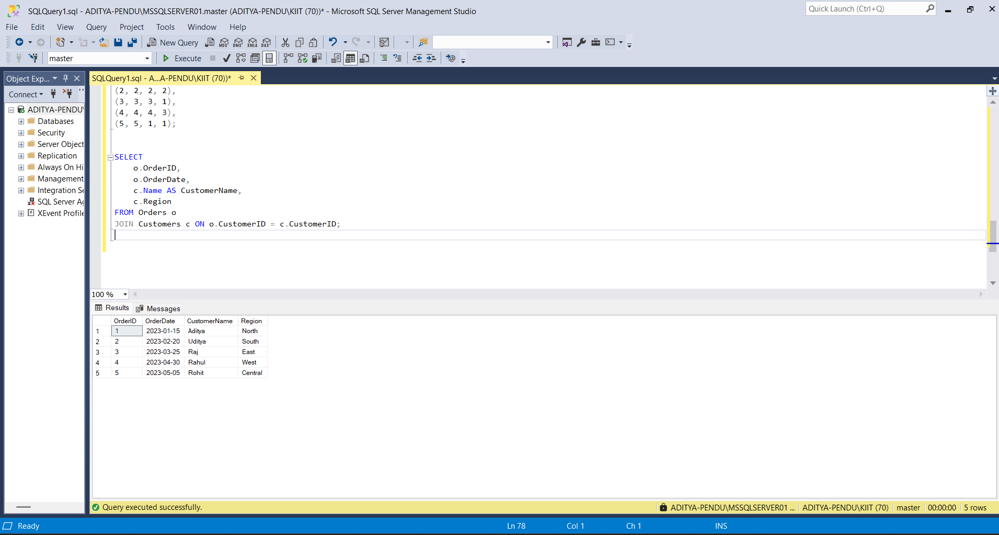 SQLQuery1.sql - ADITYA-PENDU\MSSQLSERVER01.master (ADITYA-PENDU\KIIT (70))* - Microsoft SQL Server Management Studio
Quick Launch (Ctrl+Q)
File Edit View Query Project Tools Window Help
New Query MDX DMX XMLA DAX
master Execute
Object Exp...
SQLQuery1.sql - A...A-PENDU\KIIT (70))*
Connect
ADITYA-PENDU\
Databases
Security
Server Object
Replication
Always On Hi
Management
Integration Se
SQL Server Ag
XEvent Profile
(2, 2, 2, 2),
(3, 3, 3, 1),
(4, 4, 4, 3),
(5, 5, 1, 1);
SELECT
o.OrderID,
o.OrderDate,
c.Name AS CustomerName,
c.Region
FROM Orders o
JOIN Customers c ON o.CustomerID = c.CustomerID;
100 %
Results Messages
OrderID OrderDate CustomerName Region
1 1 2023-01-15 Aditya North
2 2 2023-02-20 Uditya South
3 3 2023-03-25 Raj East
4 4 2023-04-30 Rahul West
5 5 2023-05-05 Rohit Central
Query executed successfully. ADITYA-PENDU\MSSQLSERVER01 ... ADITYA-PENDU\KIIT (70) master 00:00:00 5 rows
Ready Ln 78 Col 1 Ch 1 INS